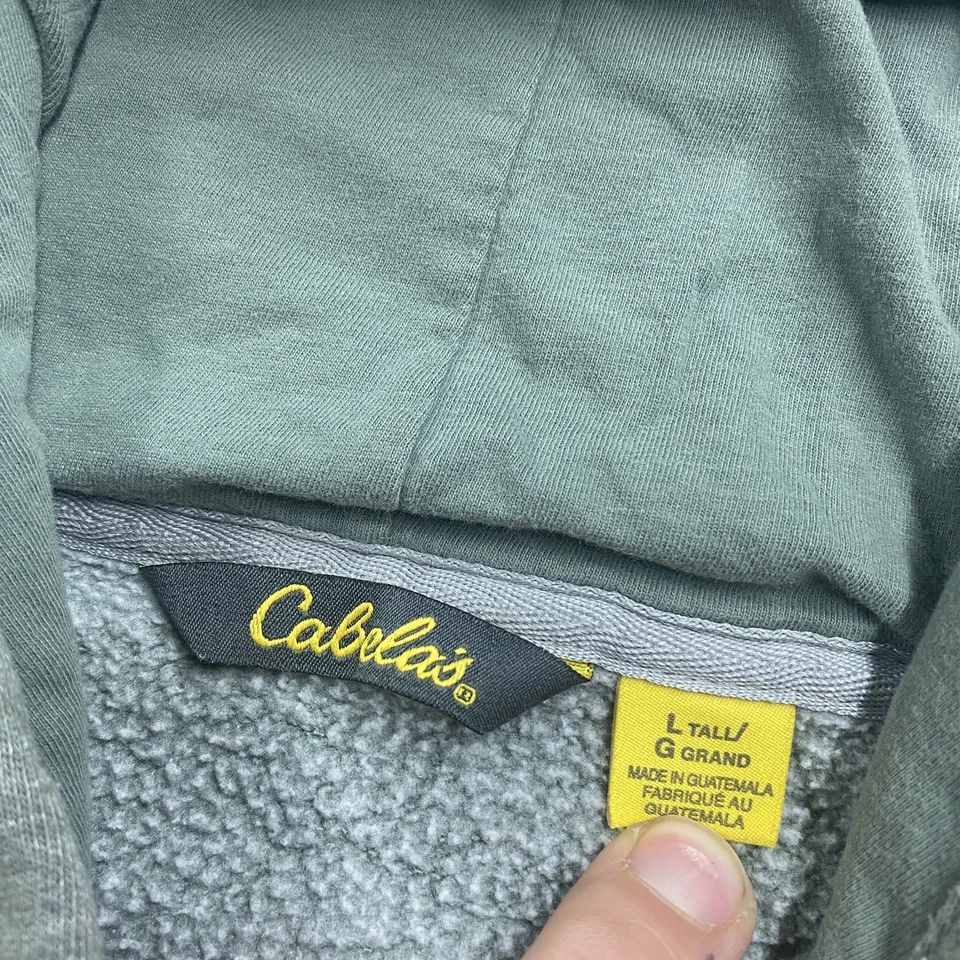 Cabela's®
L TALL/
G GRAND
MADE IN GUATEMALA
FABRIQUÉ AU
GUATEMALA